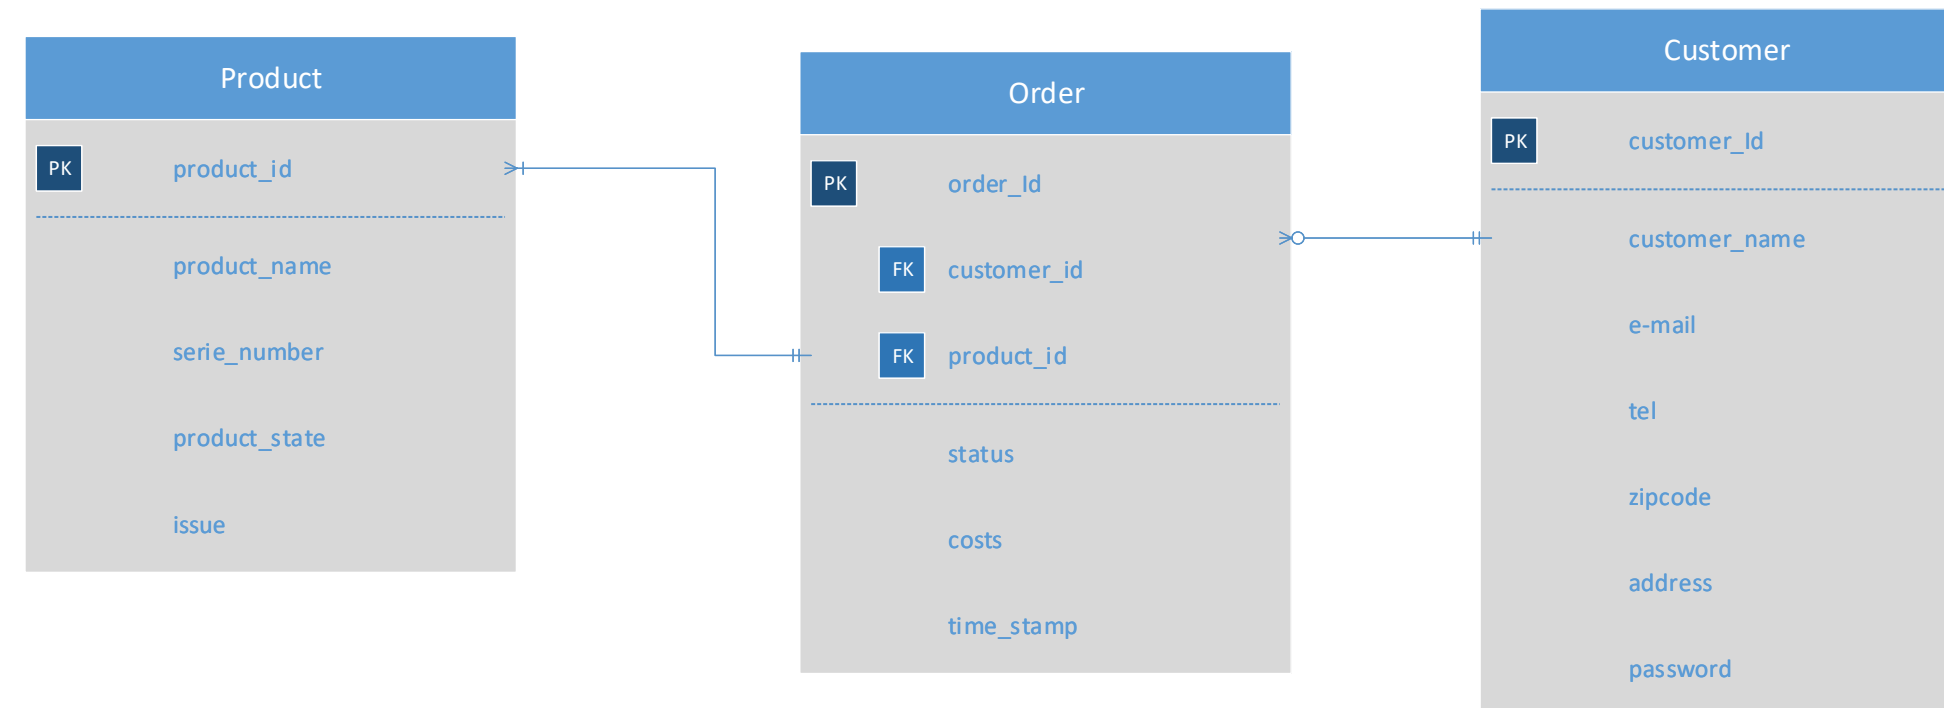 Product
PK product_id
product_name
serie_number
product_state
issue
Order
PK order_Id
FK customer_id
FK product_id
status
costs
time_stamp
Customer
PK customer_Id
customer_name
e-mail
tel
zipcode
address
password